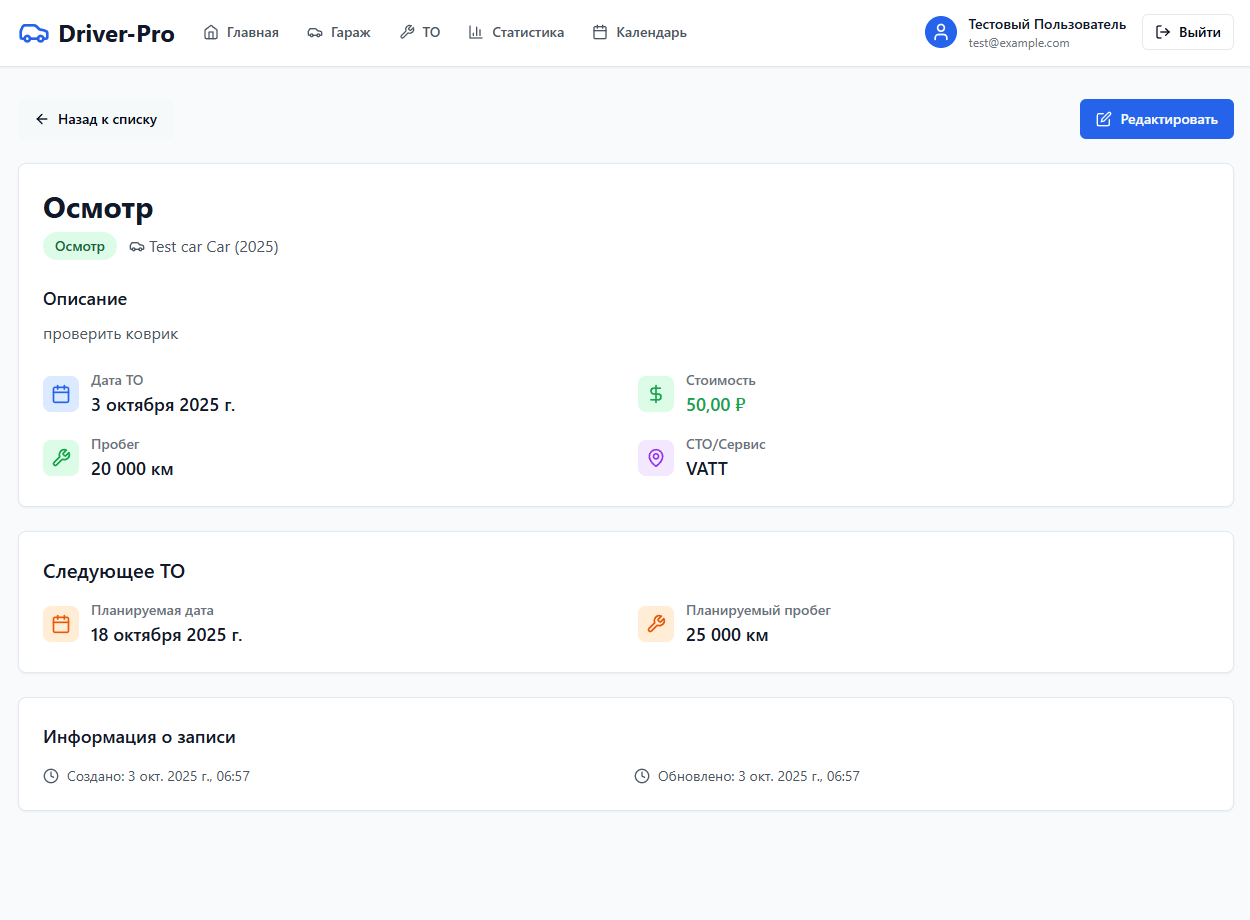 Driver-Pro
Главная
Гараж
ТО
Статистика
Календарь
Тестовый Пользователь
test@example.com
Выйти
Назад к списку
Редактировать
Осмотр
Осмотр
Test car Car (2025)
Описание
проверить коврик
Дата ТО
3 октября 2025 г.
Стоимость
50,00 ₽
Пробег
20 000 км
СТО/Сервис
VATT
Следующее ТО
Планируемая дата
18 октября 2025 г.
Планируемый пробег
25 000 км
Информация о записи
Создано: 3 окт. 2025 г., 06:57
Обновлено: 3 окт. 2025 г., 06:57